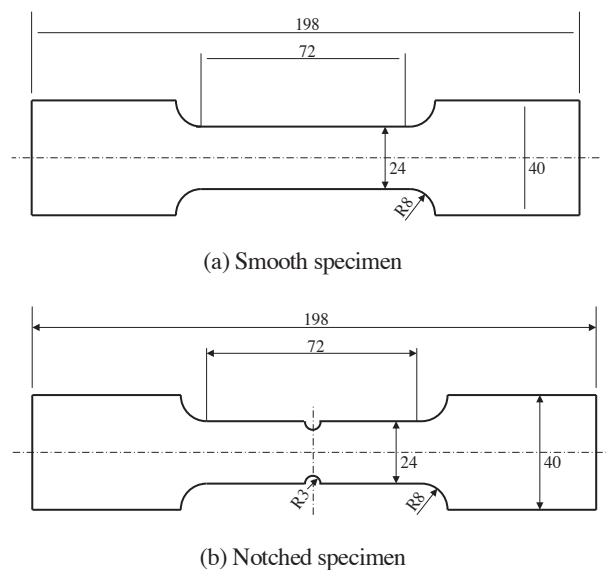 198
72
24
40
R8
(a) Smooth specimen
198
72
24
40
R3
R8
(b) Notched specimen